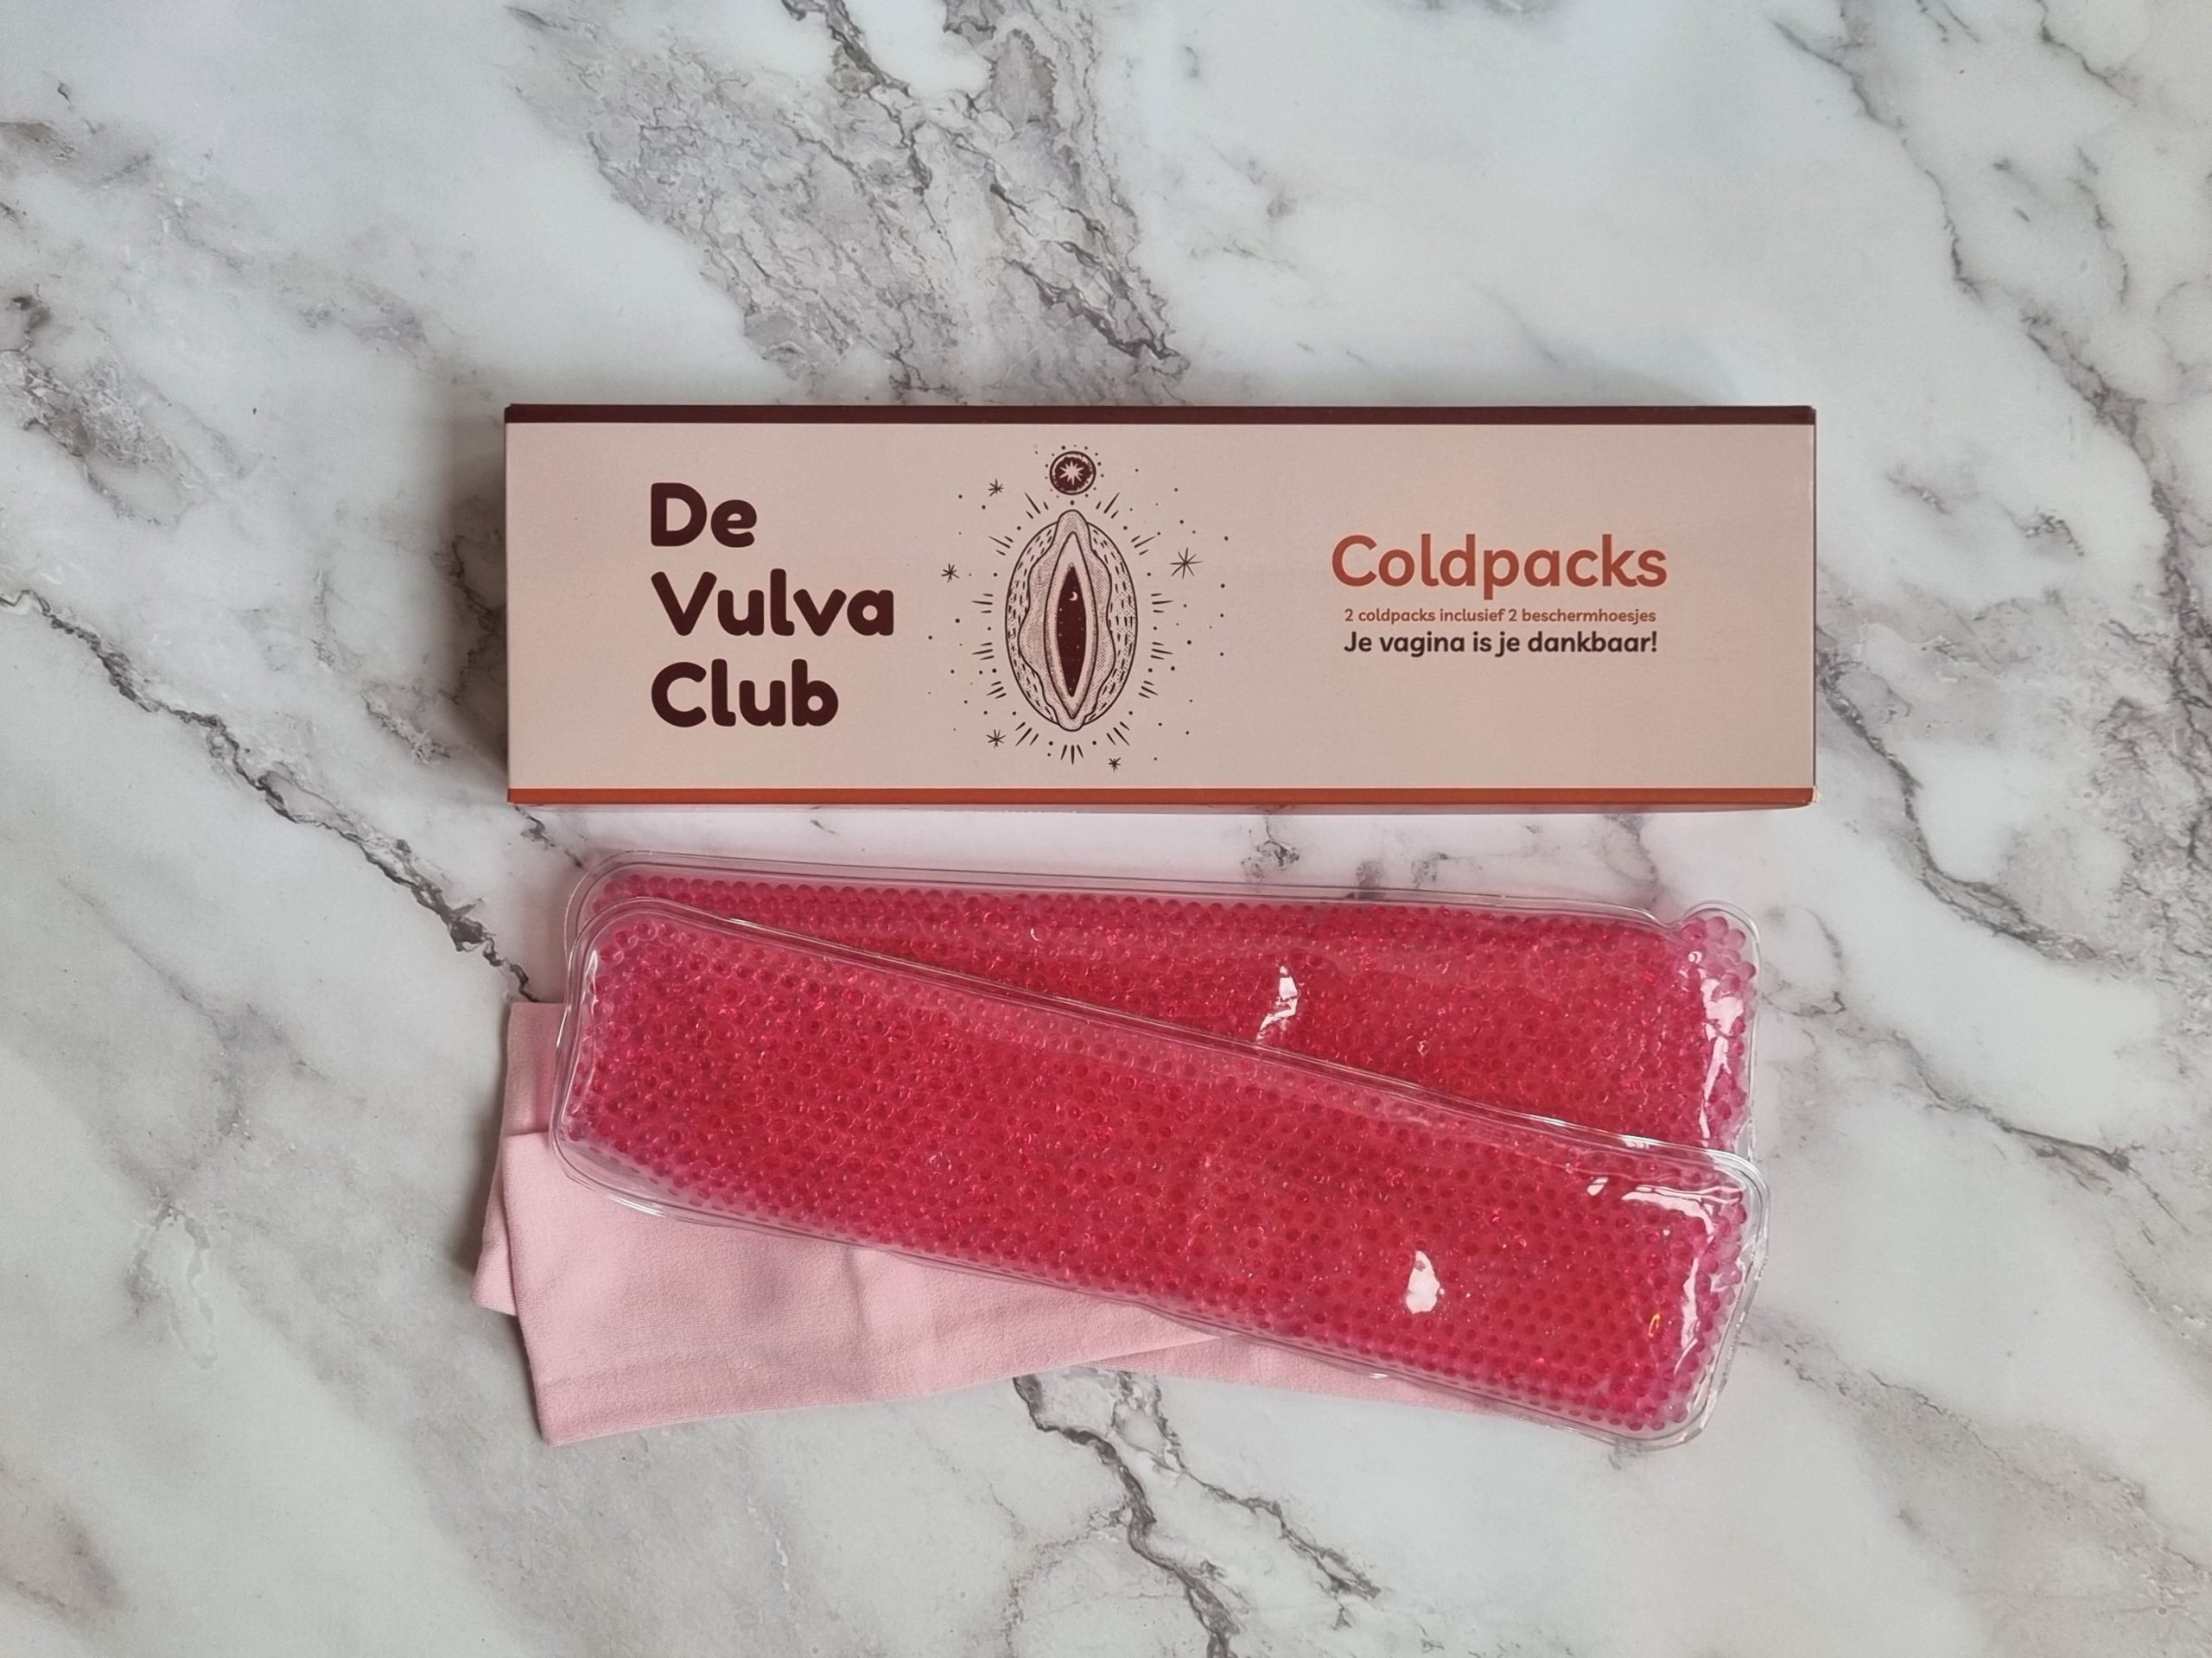 De
Vulva
Club
Coldpacks
2 coldpacks inclusief 2 beschermhoesjes
Je vagina is je dankbaar!